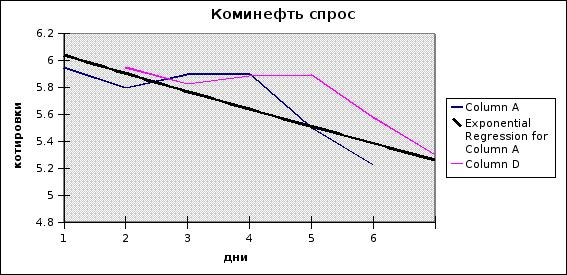 Коминефть спрос
6.2
6
5.8
5.6
5.4
5.2
5
4.8
1 2 3 4 5 6
котировки
дни
Column A
Exponential
Regression for
Column A
Column D